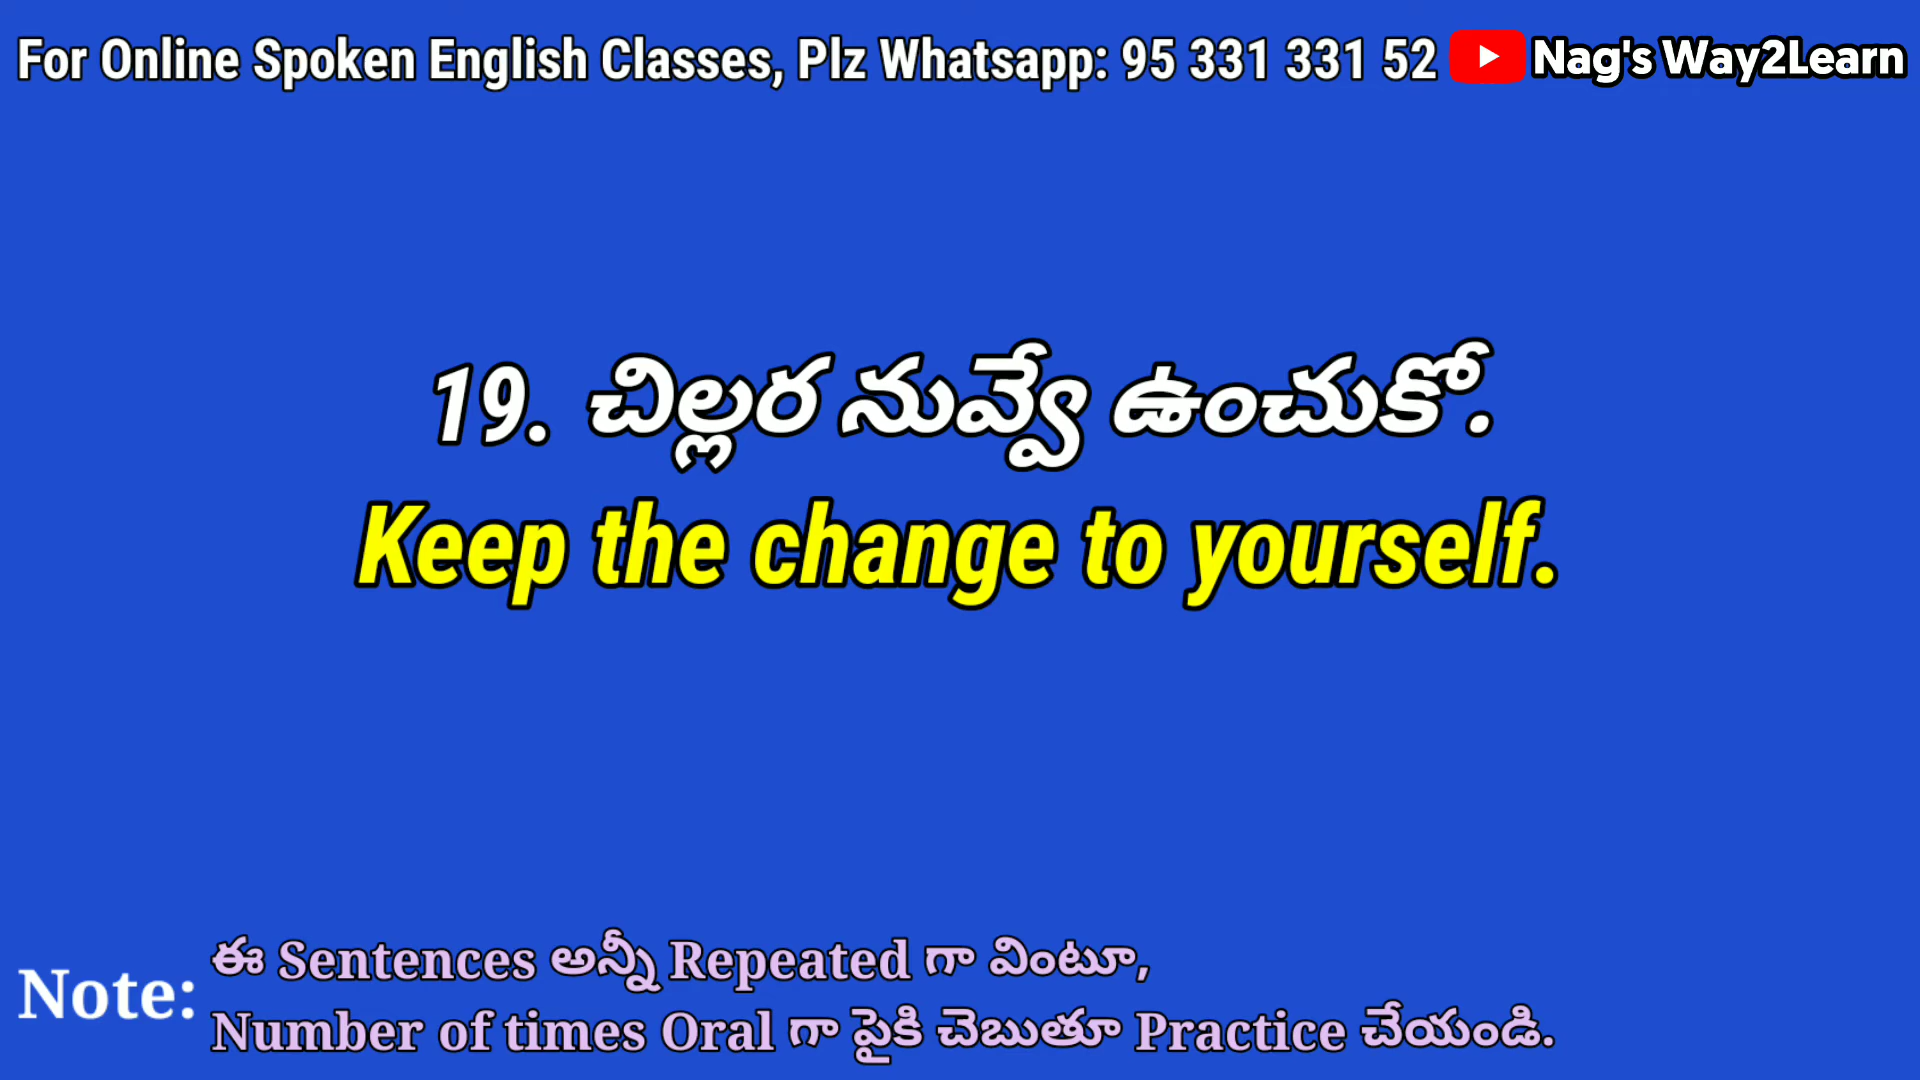 For Online Spoken English Classes, Plz Whatsapp: 95 331 331 52 Nag's Way2Learn
19. చిల్లర నువ్వే ఉంచుకో.
Keep the change to yourself.
Note: ఈ Sentences అన్నీ Repeated గా వింటూ,
Number of times Oral గా పైకి చెబుతూ Practice చేయండి.